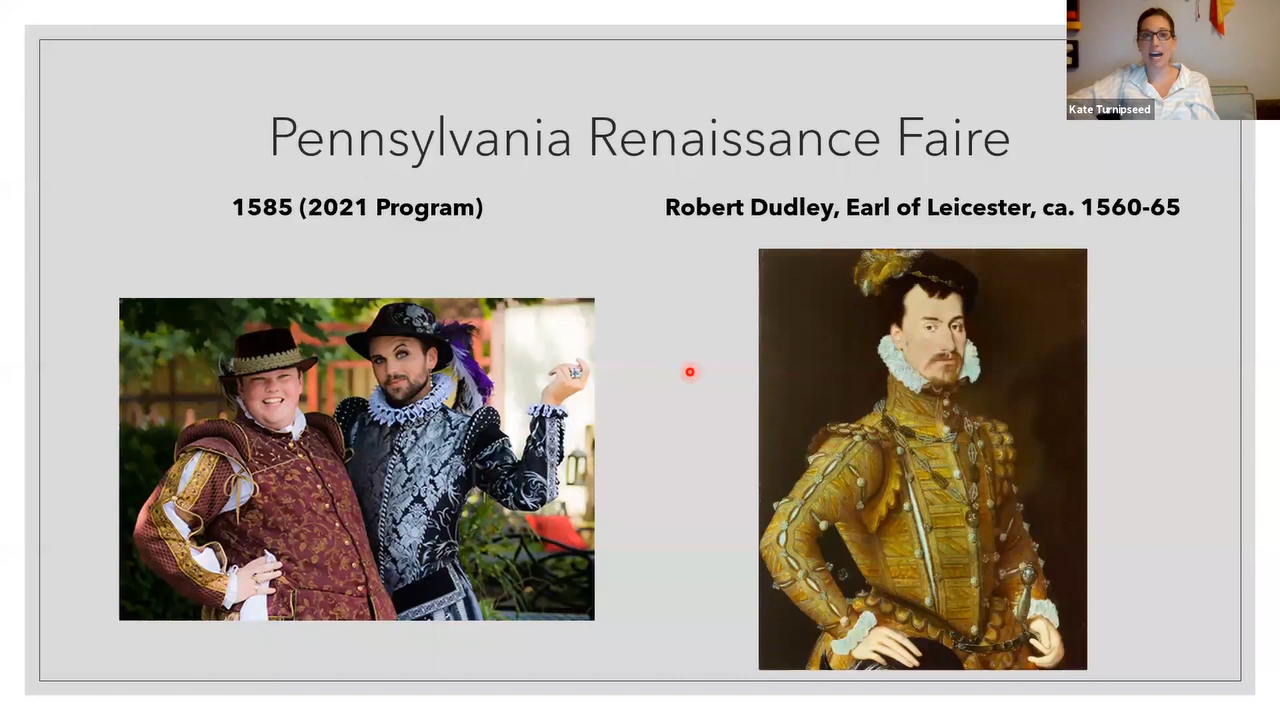 Kate Turnipseed
Pennsylvania Renaissance Faire
1585 (2021 Program)
Robert Dudley, Earl of Leicester, ca. 1560-65